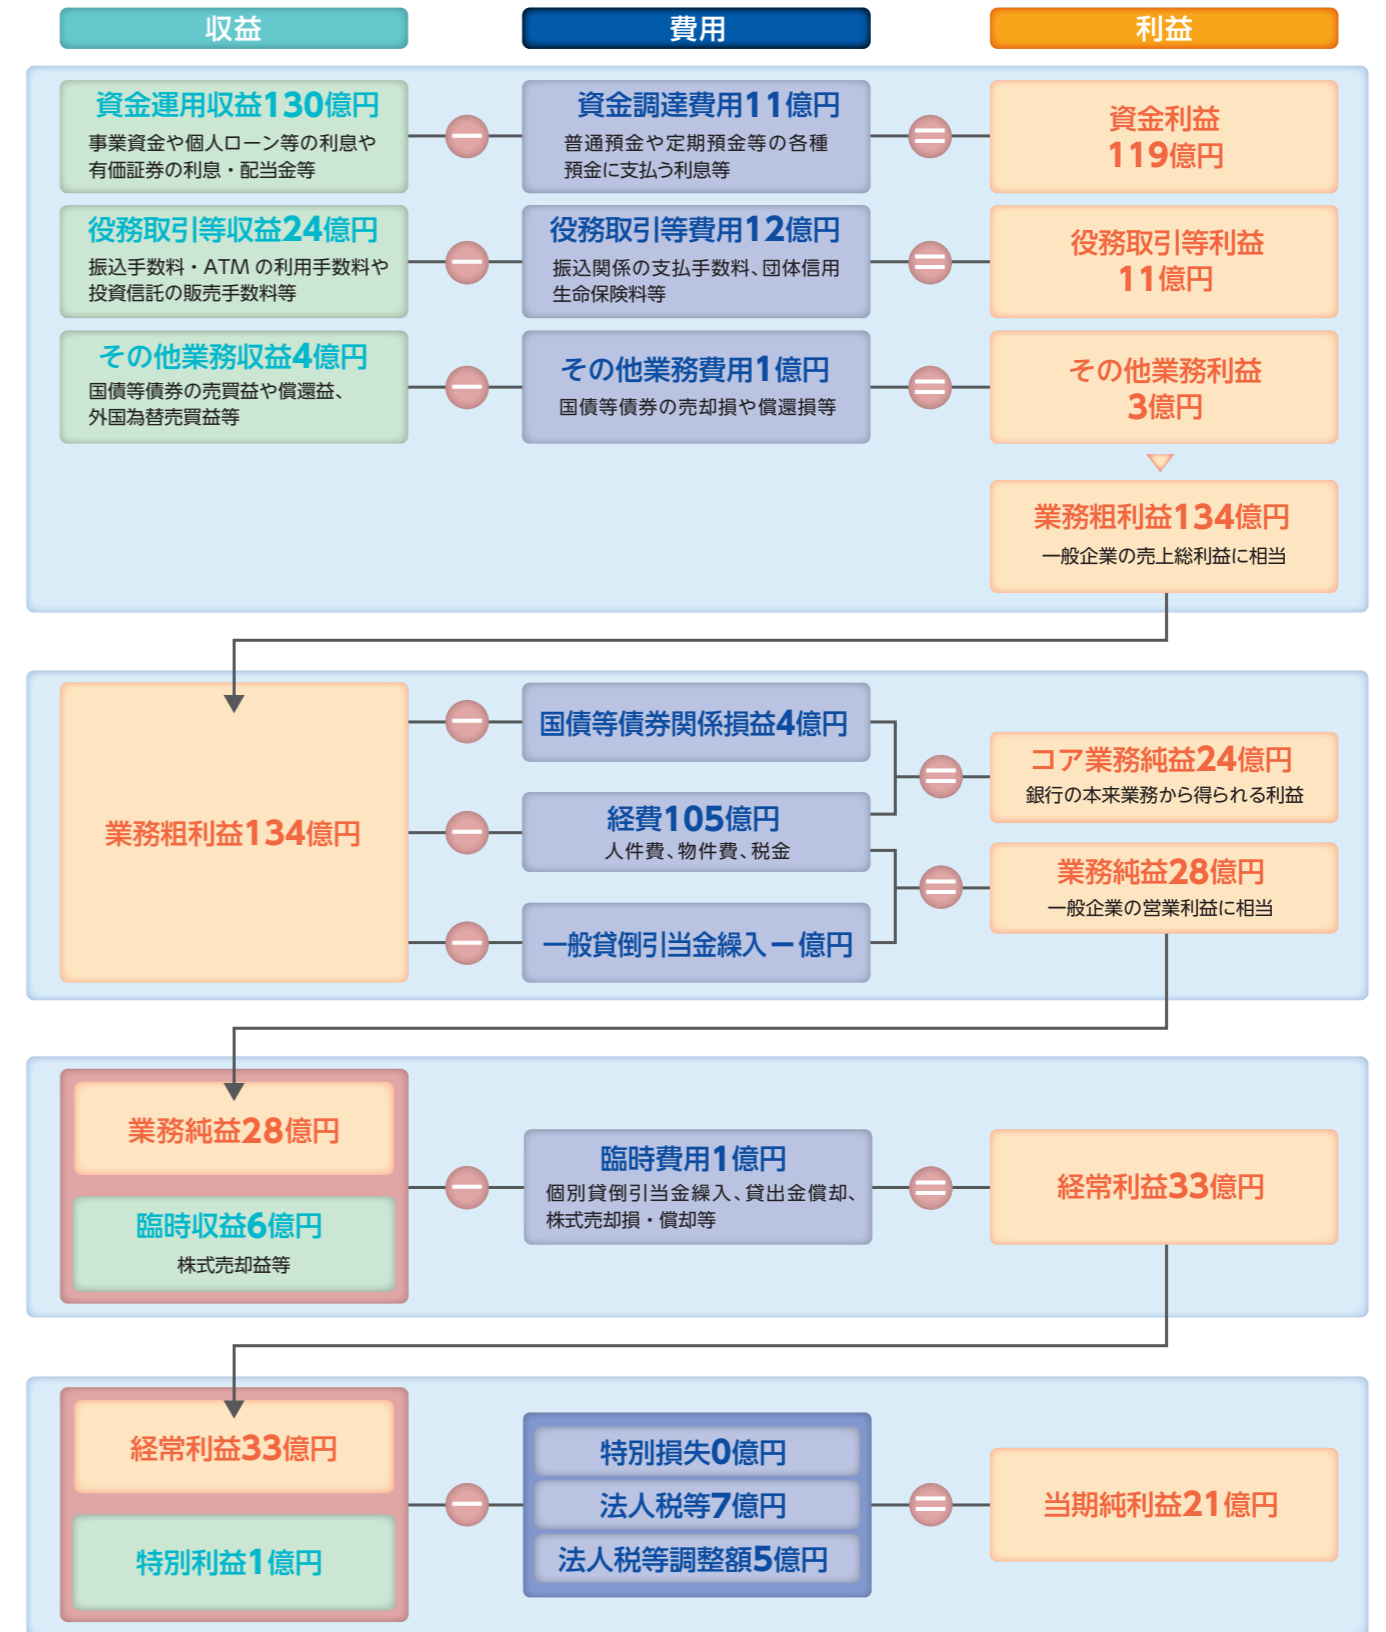 収益
費用
利益
資金運用収益130億円
事業資金や個人ローン等の利息や
有価証券の利息・配当金等
資金調達費用11億円
普通預金や定期預金等の各種
預金に支払う利息等
資金利益
119億円
役務取引等収益24億円
振込手数料・ATMの利用手数料や
投資信託の販売手数料等
役務取引等費用12億円
振込関係の支払手数料、団体信用
生命保険料等
役務取引等利益
11億円
その他業務収益4億円
国債等債券の売買益や償還益、
外国為替売買益等
その他業務費用1億円
国債等債券の売却損や償還損等
その他業務利益
3億円
業務粗利益134億円
一般企業の売上総利益に相当
業務粗利益134億円
国債等債券関係損益4億円
経費105億円
人件費、物件費、税金
一般貸倒引当金繰入ー億円
コア業務純益24億円
銀行の本来業務から得られる利益
業務純益28億円
一般企業の営業利益に相当
業務純益28億円
臨時収益6億円
株式売却益等
臨時費用1億円
個別貸倒引当金繰入、貸出金償却、
株式売却損・償却等
経常利益33億円
経常利益33億円
特別利益1億円
特別損失0億円
法人税等7億円
法人税等調整額5億円
当期純利益21億円